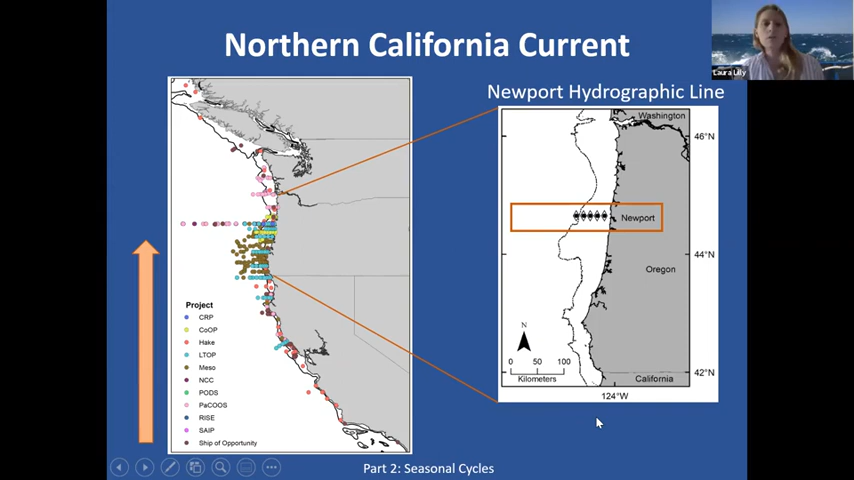 Northern California Current
Laura Lilly
Newport Hydrographic Line
Washington
46°N
Newport
44°N
Oregon
N
0 50 100
Kilometers
42°N
California
124°W
Project
CRP
CoOP
Hake
LTOP
Meso
NCC
PODS
PaCOOS
RISE
SAIP
Ship of Opportunity
Part 2: Seasonal Cycles